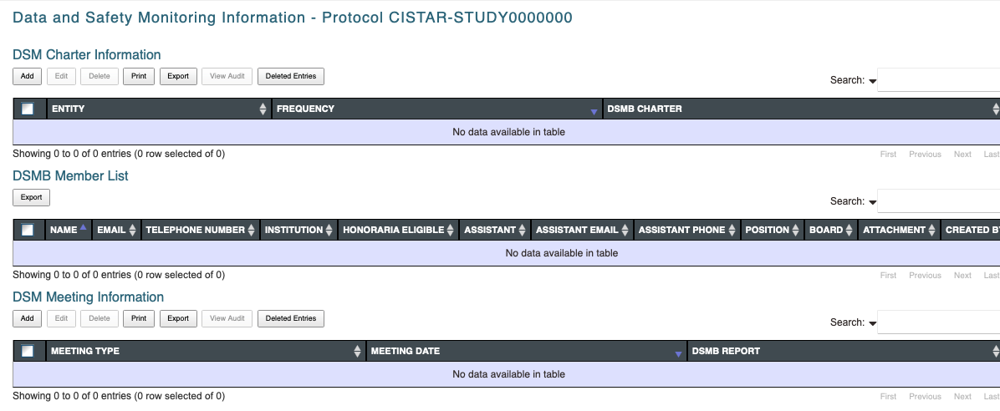 Data and Safety Monitoring Information - Protocol CISTAR-STUDY0000000
DSM Charter Information
Add Edit Delete Print Export View Audit Deleted Entries
Search:
ENTITY FREQUENCY DSMB CHARTER
No data available in table
Showing 0 to 0 of 0 entries (0 row selected of 0)
First Previous Next Last
DSMB Member List
Export
Search:
NAME EMAIL TELEPHONE NUMBER INSTITUTION HONORARIA ELIGIBLE ASSISTANT ASSISTANT EMAIL ASSISTANT PHONE POSITION BOARD ATTACHMENT CREATED BY
No data available in table
Showing 0 to 0 of 0 entries (0 row selected of 0)
First Previous Next Last
DSM Meeting Information
Add Edit Delete Print Export View Audit Deleted Entries
Search:
MEETING TYPE MEETING DATE DSMB REPORT
No data available in table
Showing 0 to 0 of 0 entries (0 row selected of 0)
First Previous Next Last